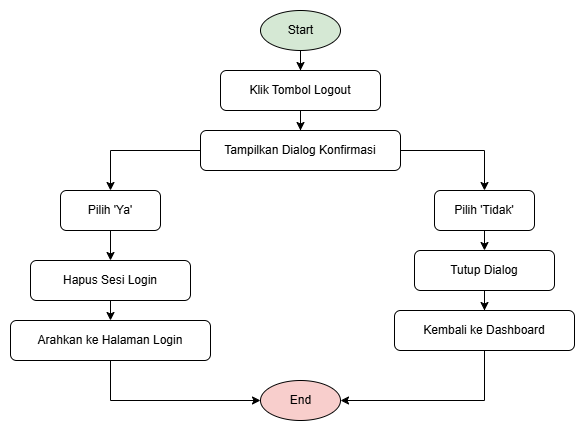 Start
Klik Tombol Logout
Tampilkan Dialog Konfirmasi
Pilih 'Ya'
Pilih 'Tidak'
Hapus Sesi Login
Tutup Dialog
Arahkan ke Halaman Login
Kembali ke Dashboard
End